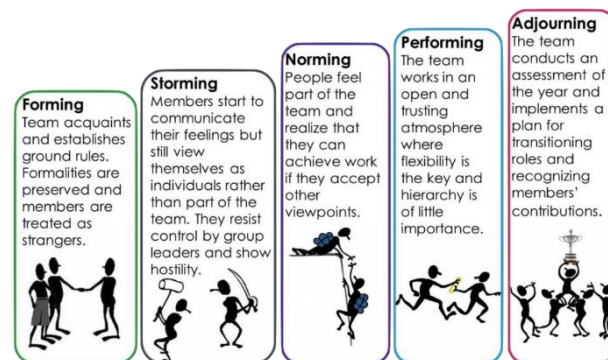 Forming
Team acquaints
and establishes
ground rules.
Formalities are
preserved and
members are
treated as
strangers.
Storming
Members start to
communicate
their feelings but
still view
themselves as
individuals rather
than part of the
team. They resist
control by group
leaders and show
hostility.
Norming
People feel
part of the
team and
realize that
they can
achieve work
if they accept
other
viewpoints.
Performing
The team
works in an
open and
trusting
atmosphere
where
flexibility is
the key and
hierarchy is
of little
importance.
Adjourning
The team
conducts an
assessment of
the year and
implements a
plan for
transitioning
roles and
recognizing
members'
contributions.